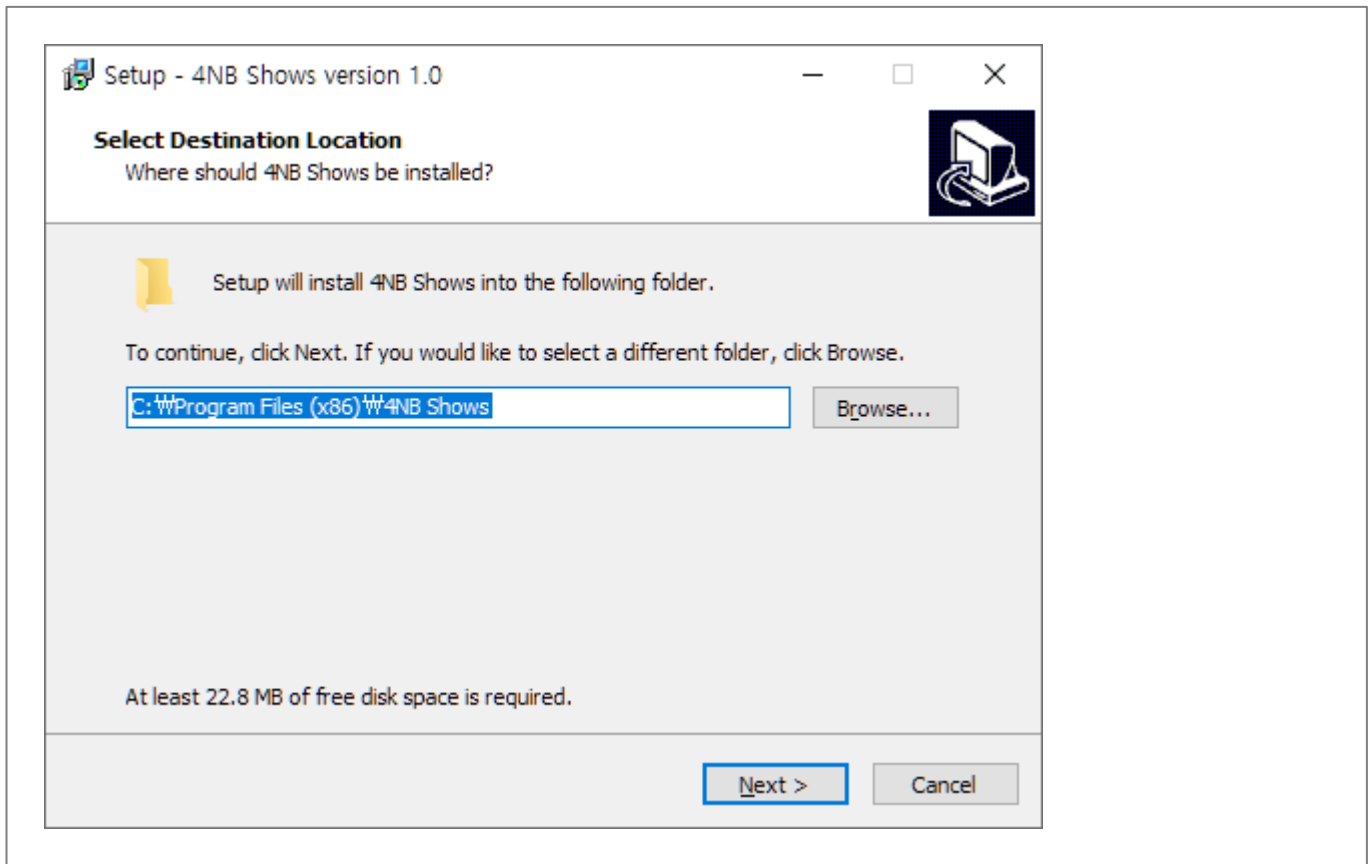 Setup - 4NB Shows version 1.0
Select Destination Location
Where should 4NB Shows be installed?
Setup will install 4NB Shows into the following folder.
To continue, click Next. If you would like to select a different folder, click Browse.
C:₩Program Files (x86)₩4NB Shows
Browse...
At least 22.8 MB of free disk space is required.
Next >
Cancel